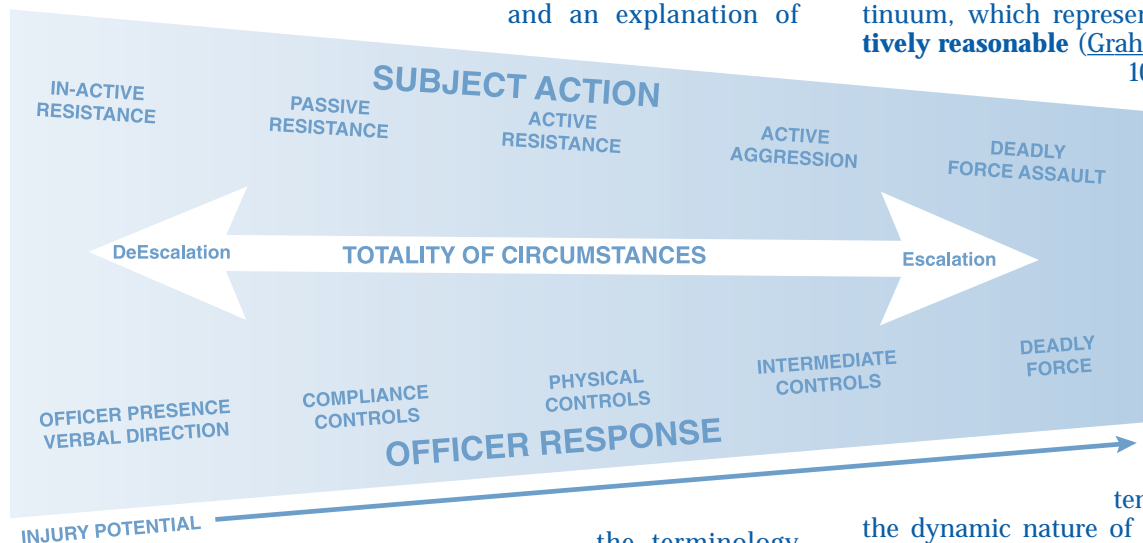 and an explanation of
tinuum, which represen
tively reasonable (Grah
10
SUBJECT ACTION
IN-ACTIVE
RESISTANCE
PASSIVE
RESISTANCE
ACTIVE
RESISTANCE
ACTIVE
AGGRESSION
DEADLY
FORCE ASSAULT
DeEscalation
TOTALITY OF CIRCUMSTANCES
Escalation
OFFICER PRESENCE
VERBAL DIRECTION
COMPLIANCE
CONTROLS
PHYSICAL
CONTROLS
INTERMEDIATE
CONTROLS
DEADLY
FORCE
OFFICER RESPONSE
INJURY POTENTIAL
the terminology
ter
the dynamic nature of